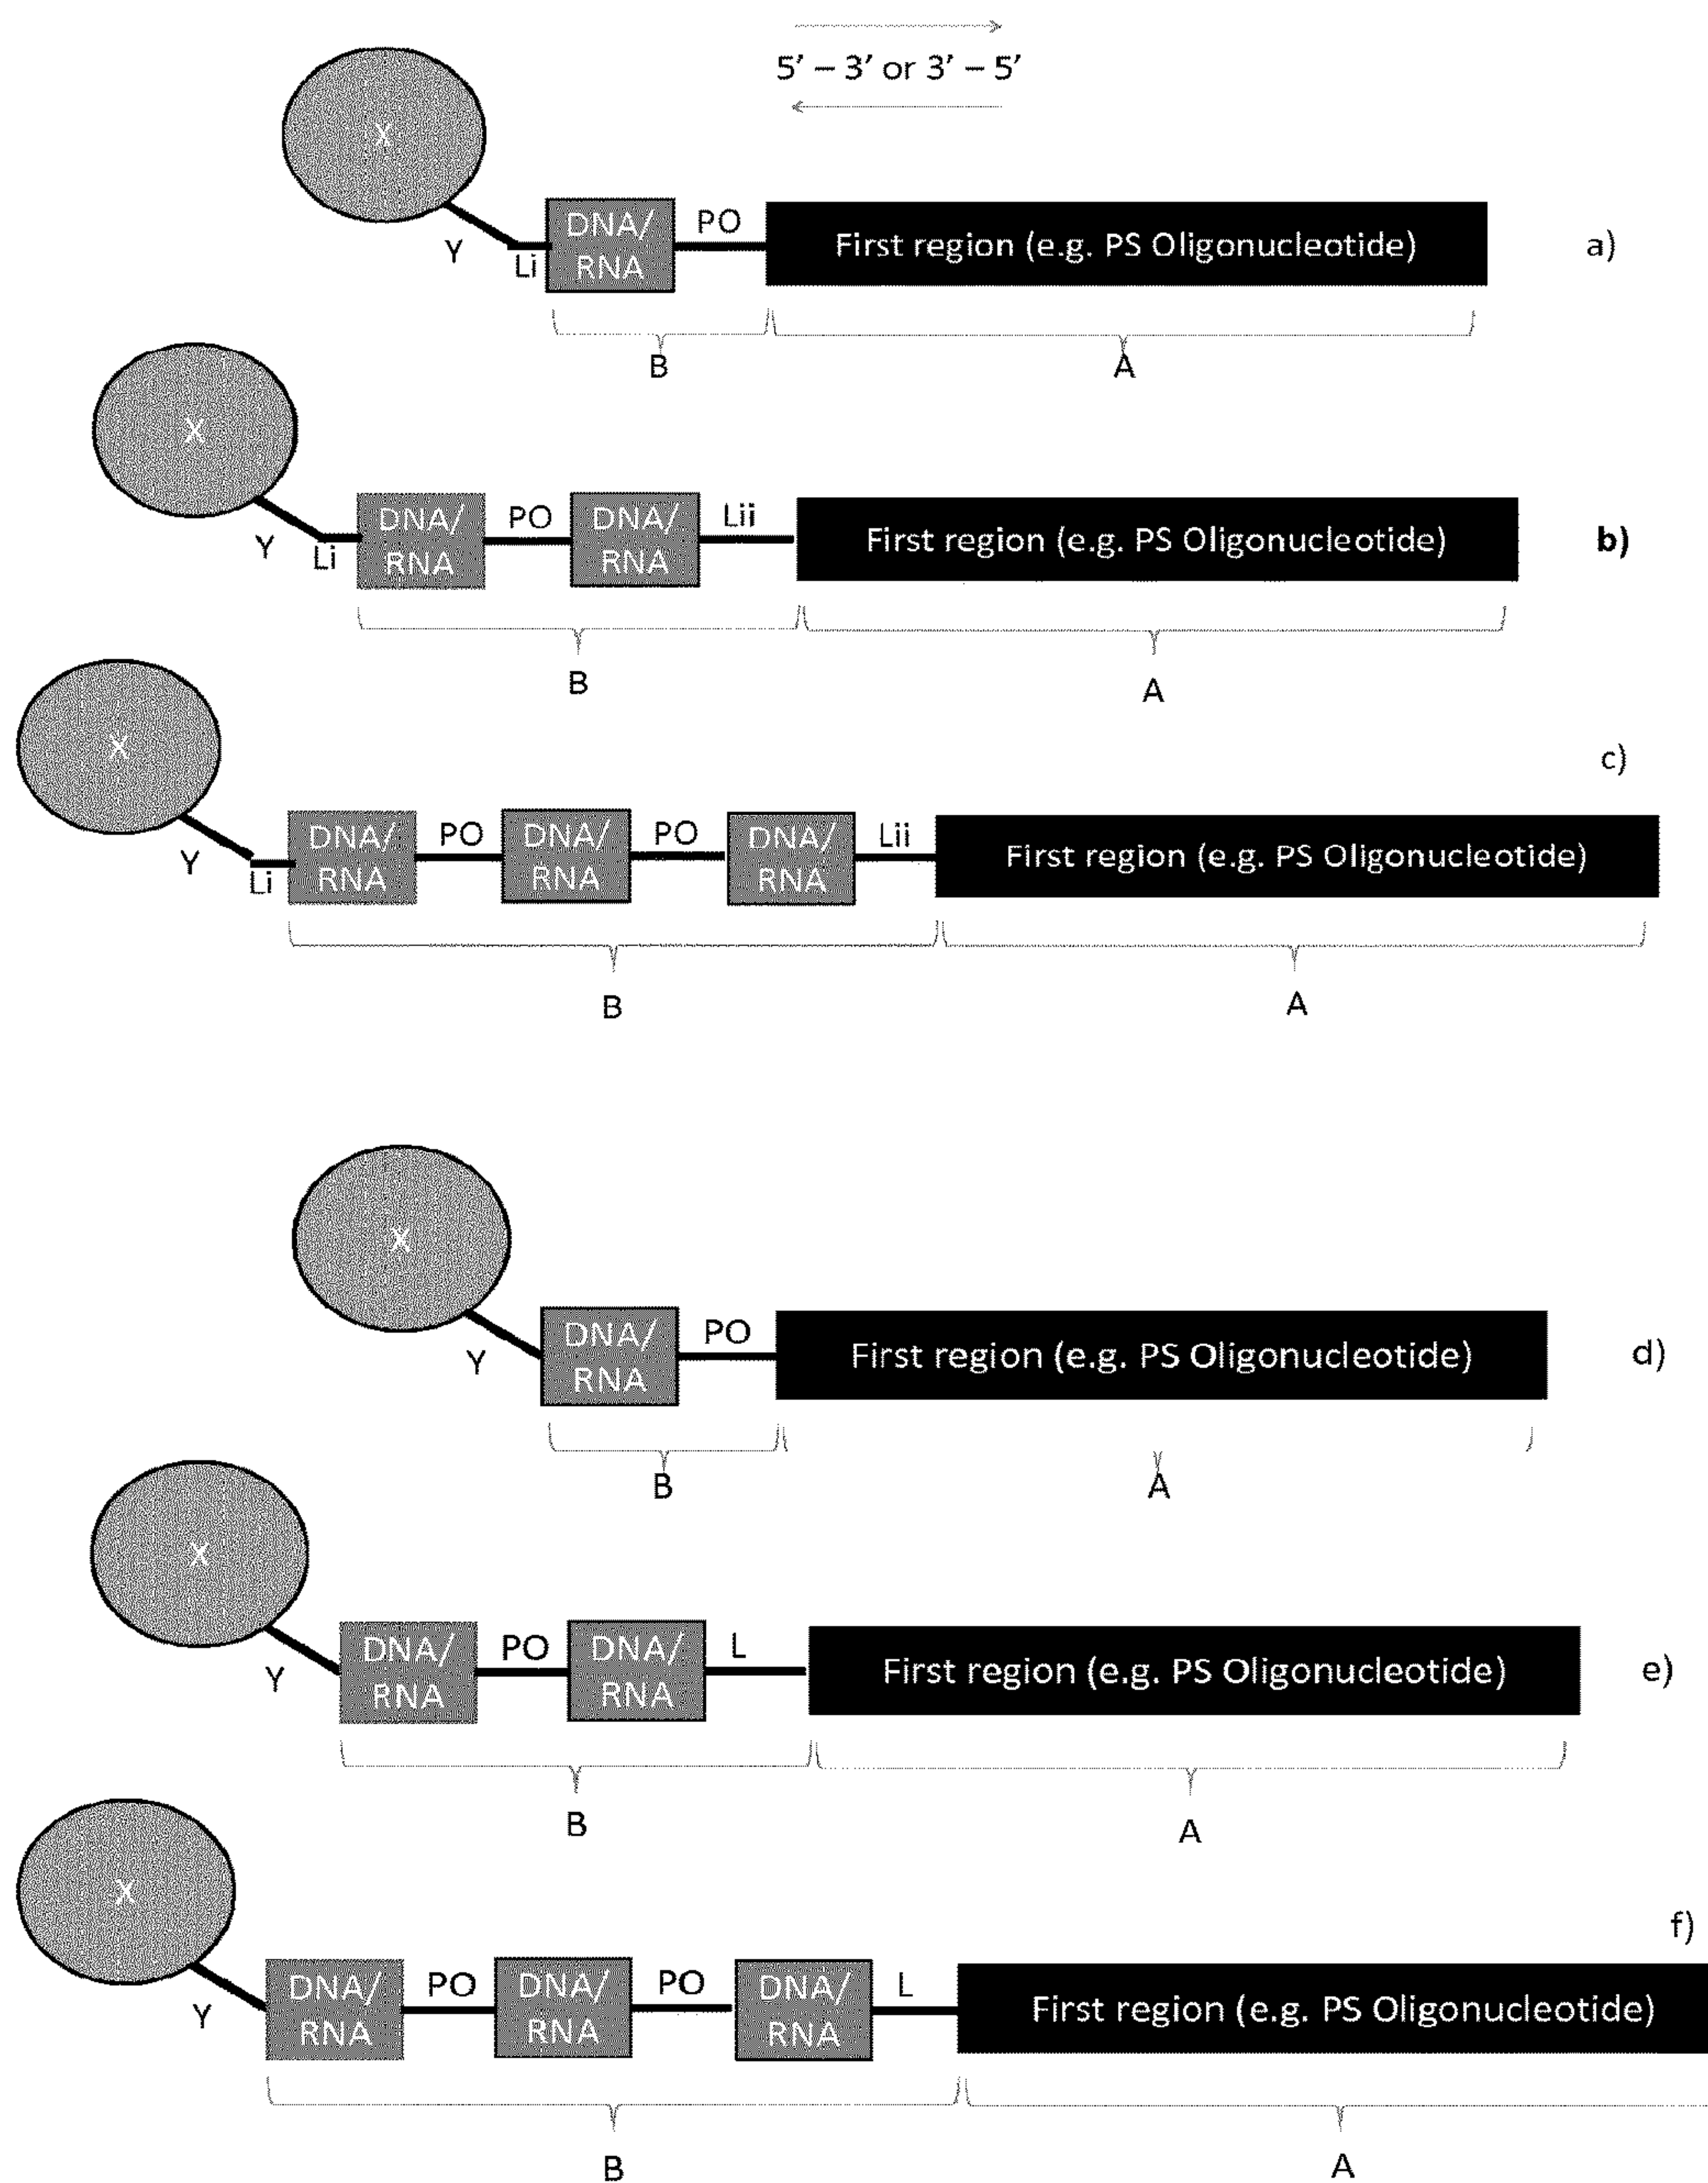 5’ – 3’ or 3’ – 5’
X
Y
Li
DNA/
RNA
PO
First region (e.g. PS Oligonucleotide)
a)
B
A
X
Y
Li
DNA/
RNA
PO
DNA/
RNA
Lii
First region (e.g. PS Oligonucleotide)
b)
B
A
X
Y
Li
DNA/
RNA
PO
DNA/
RNA
PO
DNA/
RNA
Lii
First region (e.g. PS Oligonucleotide)
c)
B
A
X
Y
DNA/
RNA
PO
First region (e.g. PS Oligonucleotide)
d)
B
A
X
Y
DNA/
RNA
PO
DNA/
RNA
L
First region (e.g. PS Oligonucleotide)
e)
B
A
X
Y
DNA/
RNA
PO
DNA/
RNA
PO
DNA/
RNA
L
First region (e.g. PS Oligonucleotide)
f)
B
A